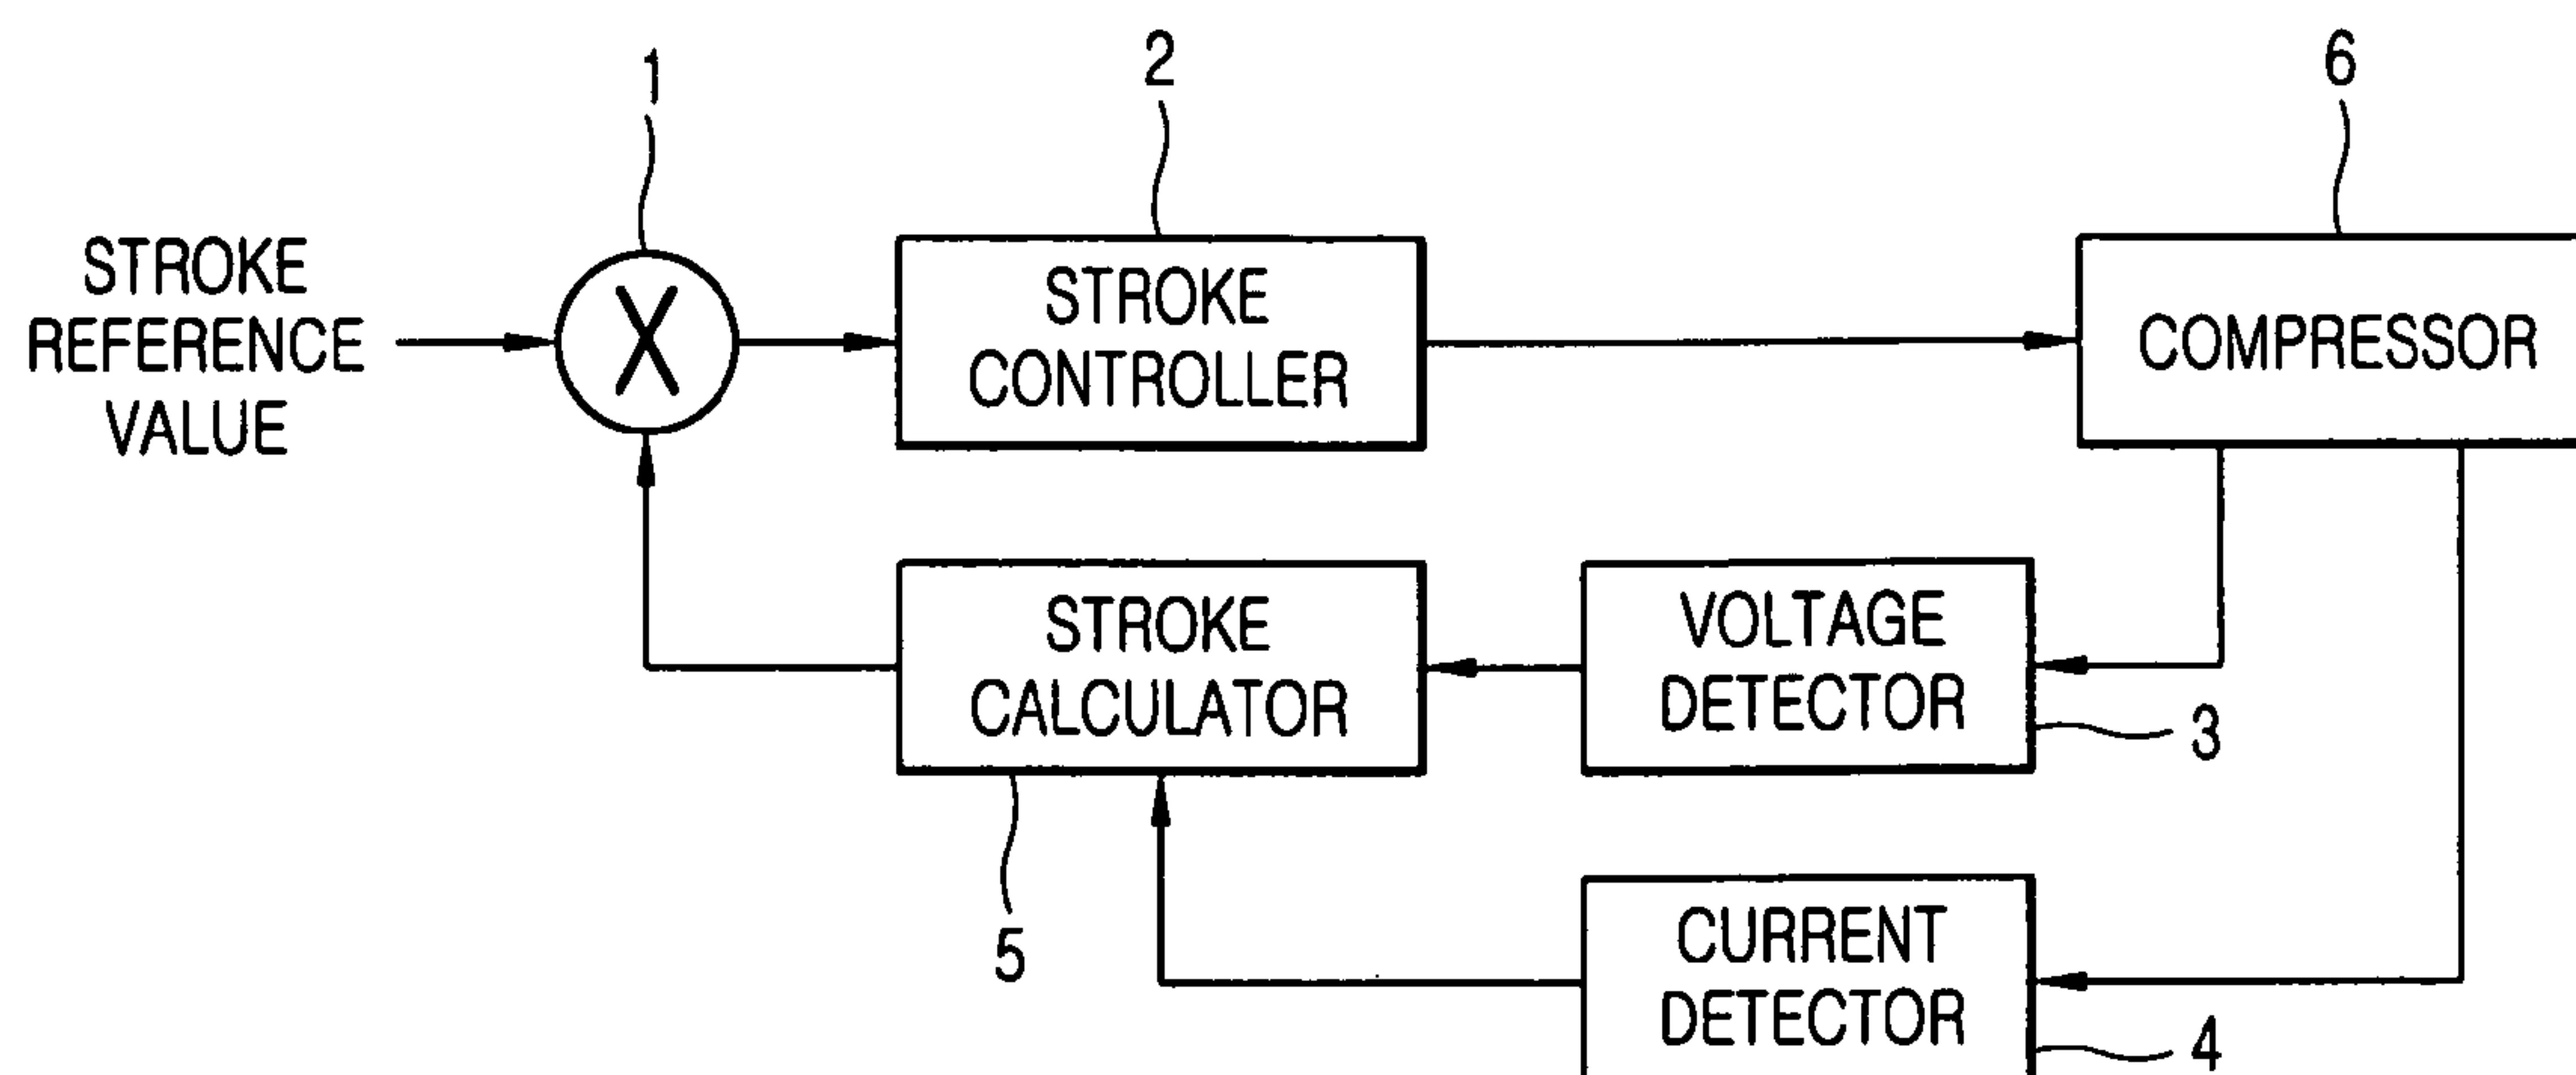 1
2
6
STROKE
REFERENCE
VALUE
X
STROKE
CONTROLLER
COMPRESSOR
STROKE
CALCULATOR
VOLTAGE
DETECTOR
3
5
CURRENT
DETECTOR
4